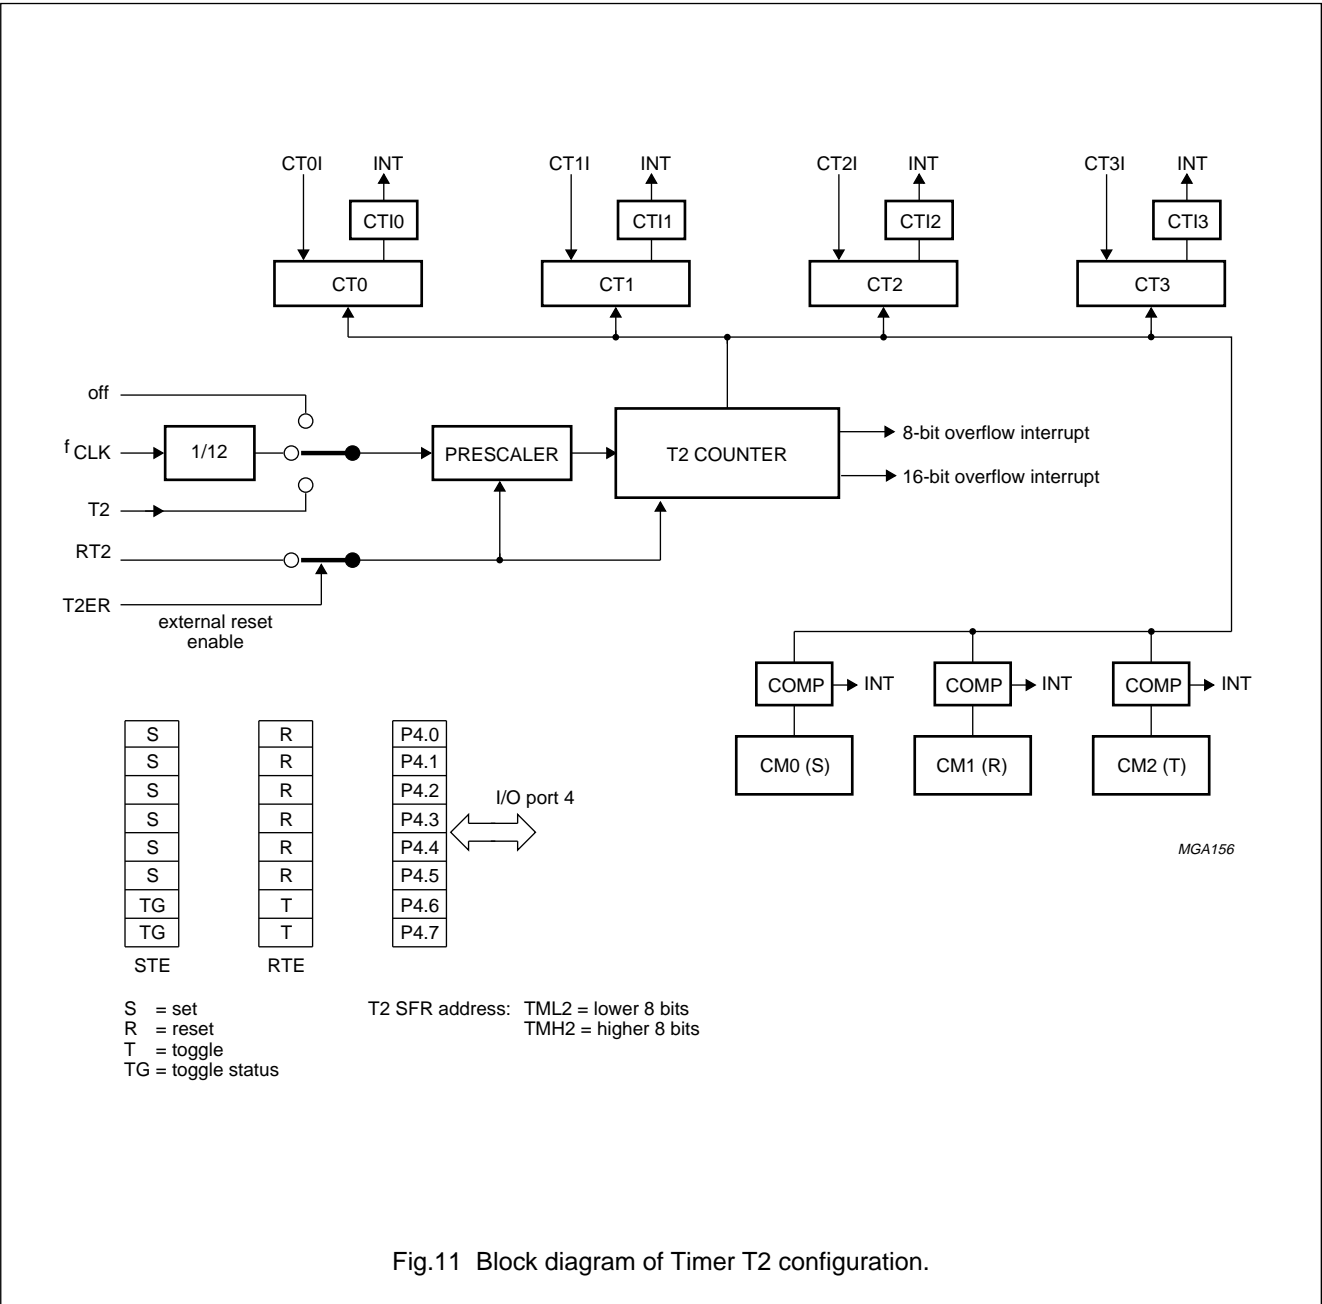 CT0I INT CT1I INT CT2I INT CT3I INT
CTI0 CTI1 CTI2 CTI3
CT0 CT1 CT2 CT3
off
f CLK 1/12 PRESCALER T2 COUNTER 8-bit overflow interrupt
16-bit overflow interrupt
T2
RT2
T2ER
external reset
enable
COMP INT COMP INT COMP INT
CM0 (S) CM1 (R) CM2 (T)
S R P4.0
S R P4.1
S R P4.2
S R P4.3
S R P4.4
S R P4.5
TG T P4.6
TG T P4.7
I/O port 4
STE RTE
MGA156
S = set
R = reset
T = toggle
TG = toggle status
T2 SFR address: TML2 = lower 8 bits
TMH2 = higher 8 bits
Fig.11 Block diagram of Timer T2 configuration.